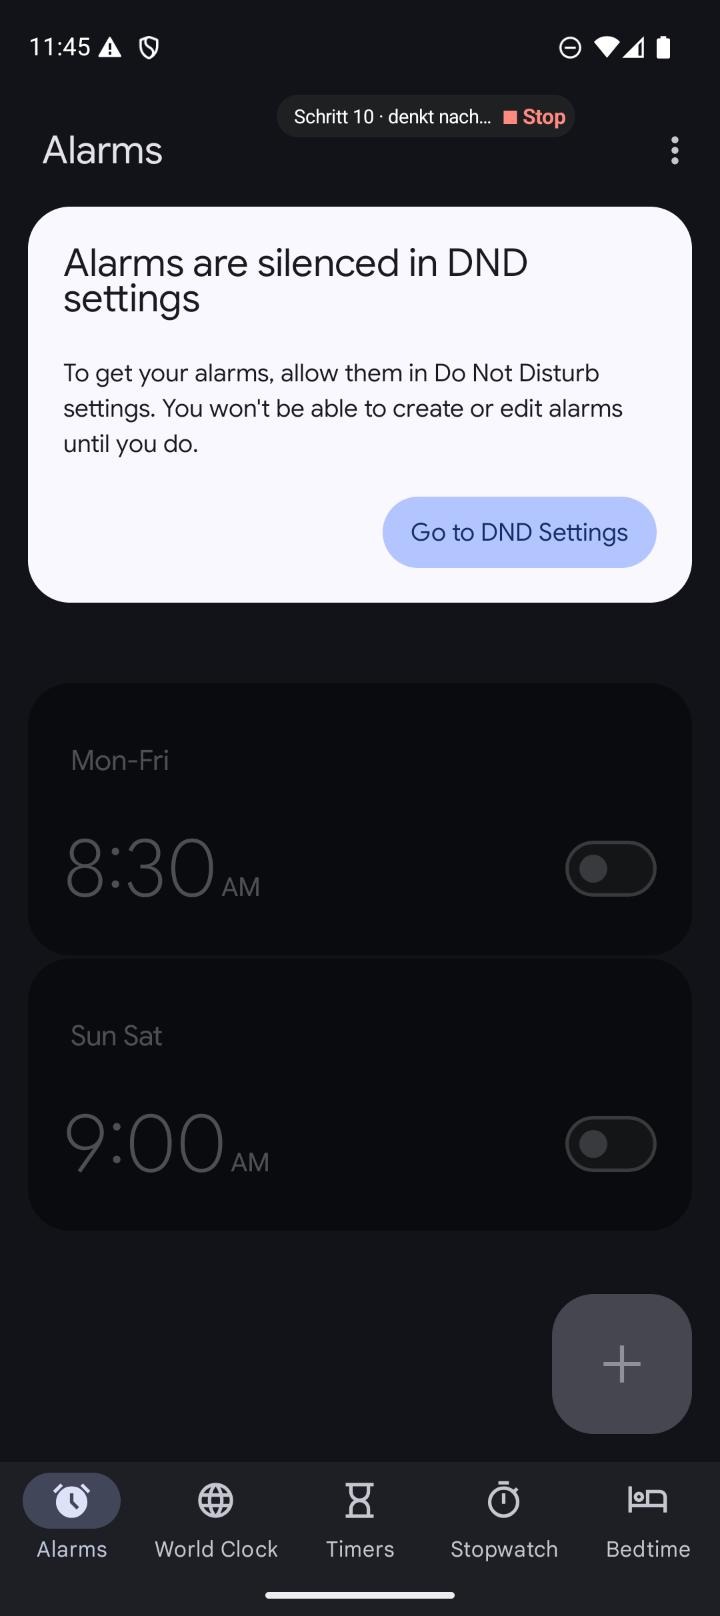 11:45
Schritt 10 · denkt nach... Stop
Alarms
Alarms are silenced in DND
settings
To get your alarms, allow them in Do Not Disturb
settings. You won't be able to create or edit alarms
until you do.
Go to DND Settings
Mon-Fri
8:30 AM
Sun Sat
9:00 AM
Alarms World Clock Timers Stopwatch Bedtime